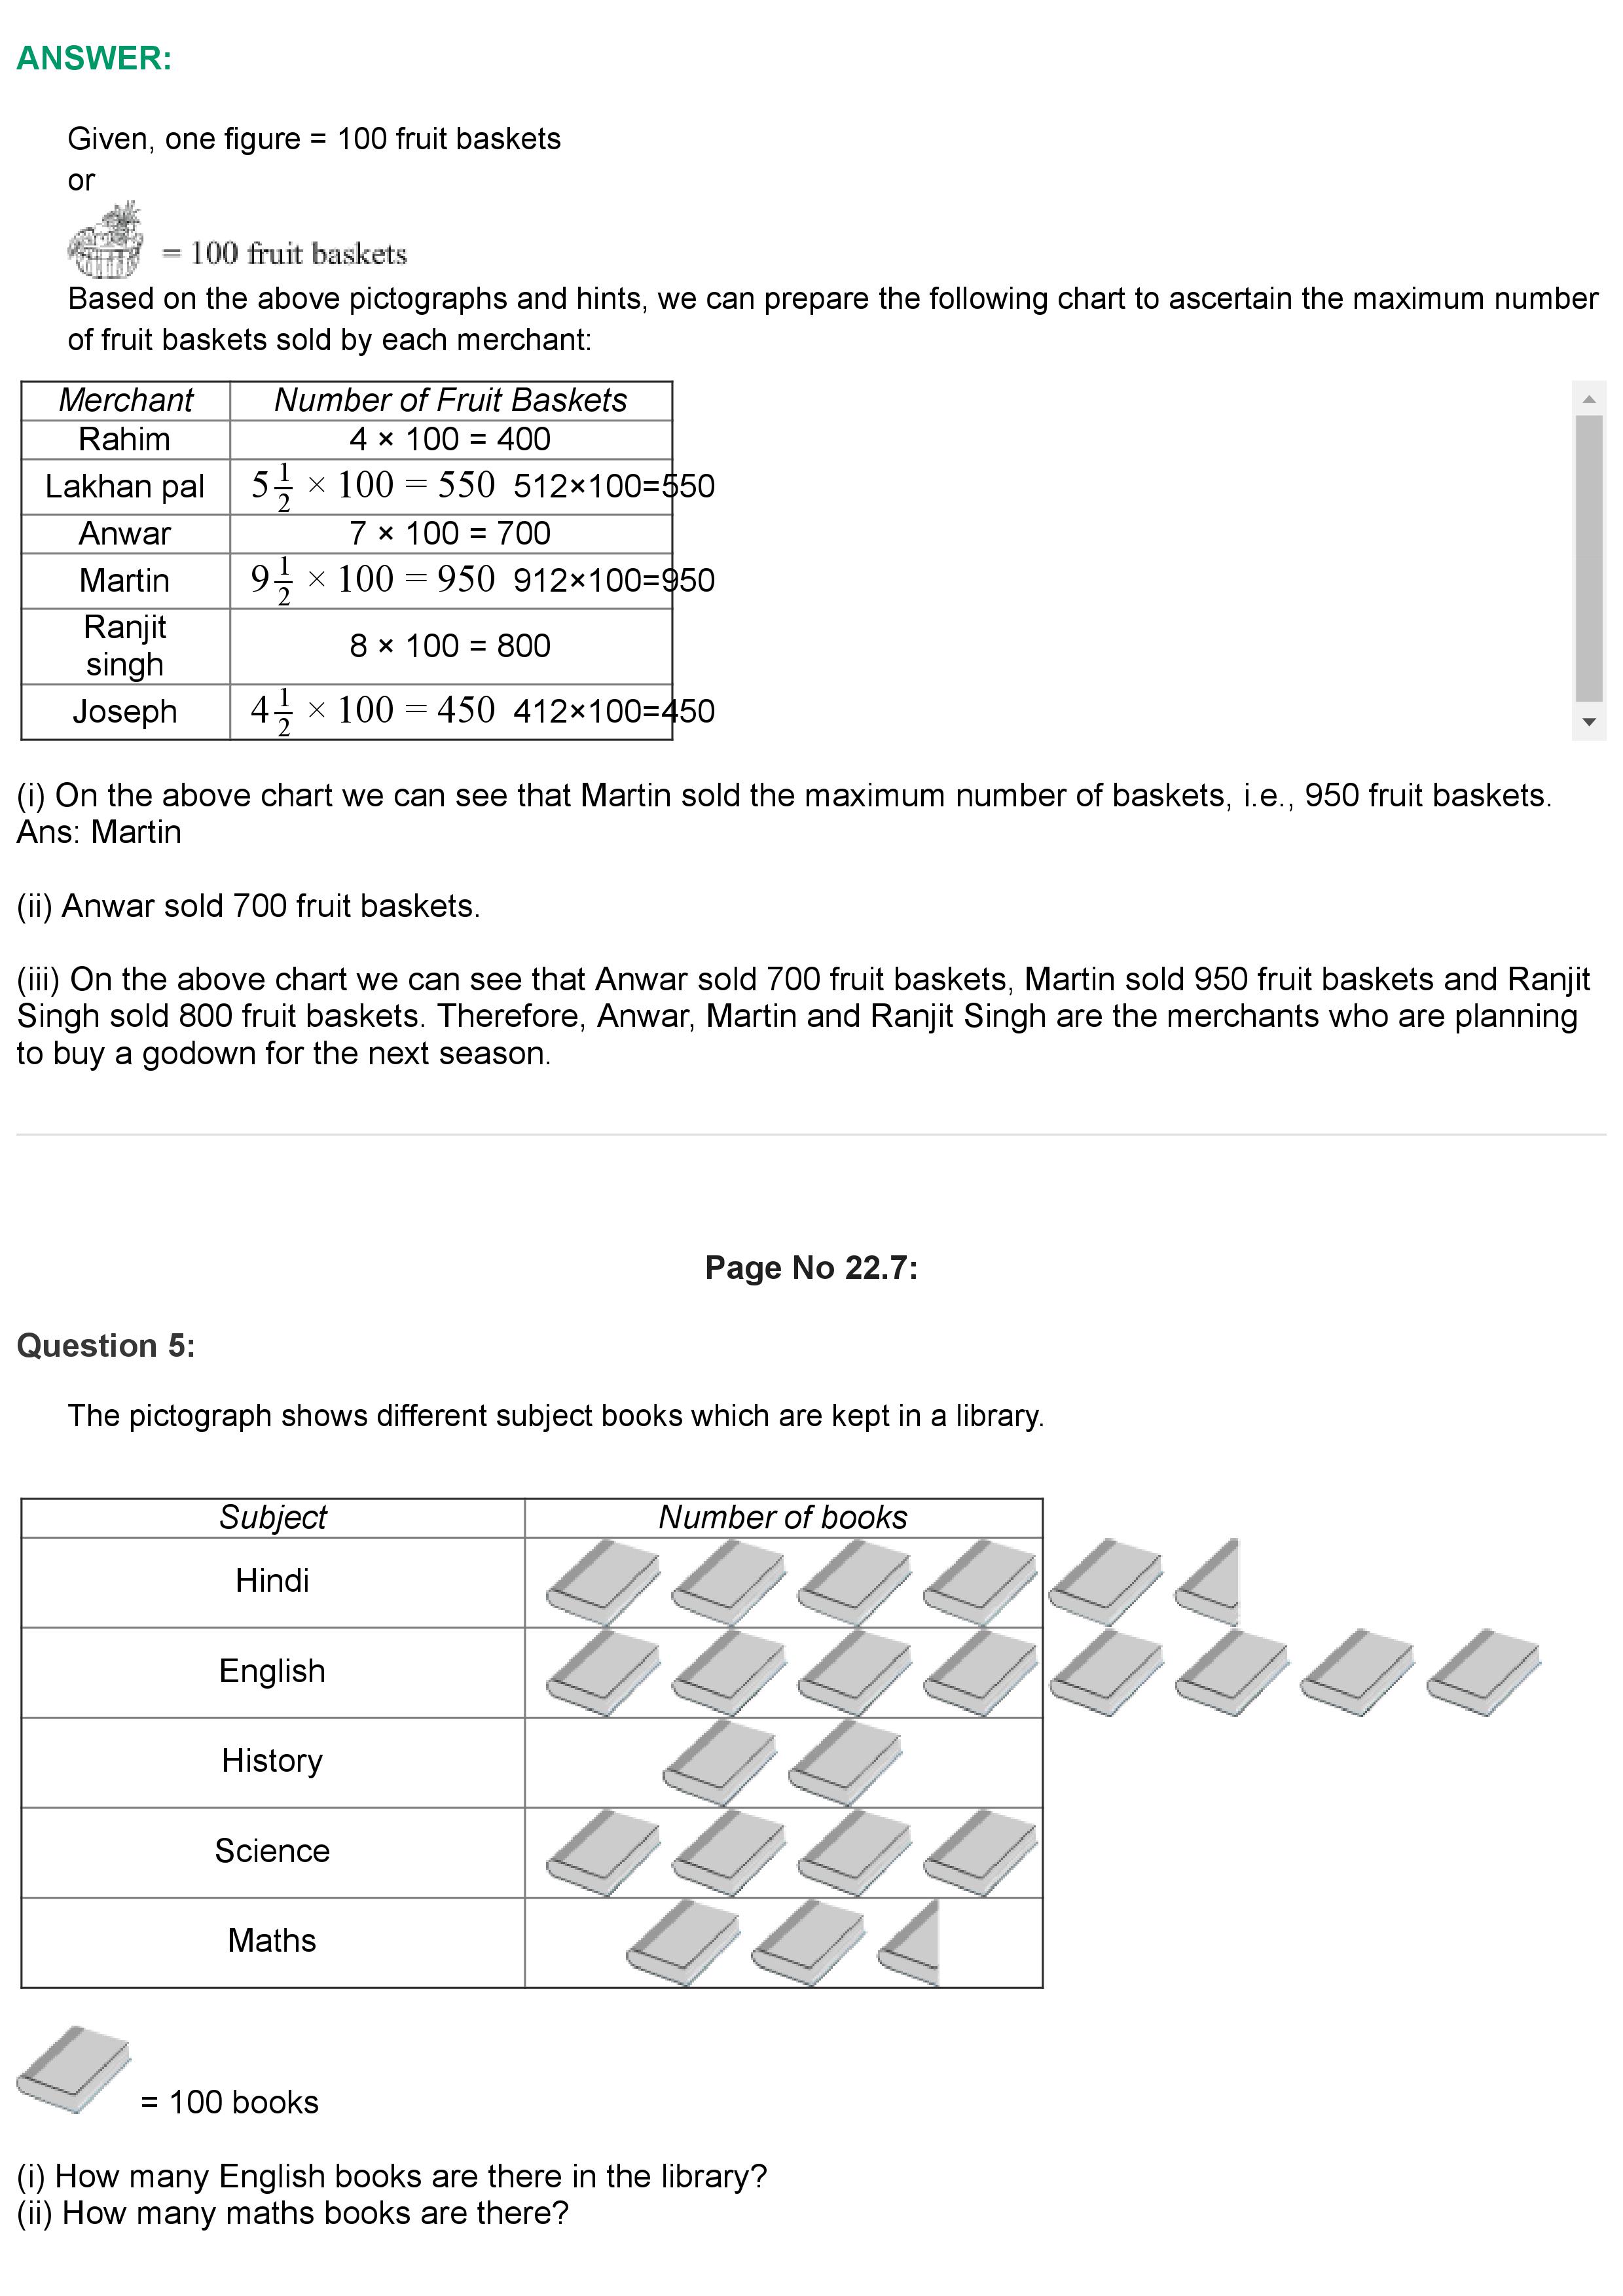 ANSWER:
Given, one figure = 100 fruit baskets
or
= 100 fruit baskets
Based on the above pictographs and hints, we can prepare the following chart to ascertain the maximum number
of fruit baskets sold by each merchant:
Merchant Number of Fruit Baskets
Rahim 4 × 100 = 400
Lakhan pal 5 1/2 × 100 = 550 512×100=550
Anwar 7 × 100 = 700
Martin 9 1/2 × 100 = 950 912×100=950
Ranjit
singh 8 × 100 = 800
Joseph 4 1/2 × 100 = 450 412×100=450
(i) On the above chart we can see that Martin sold the maximum number of baskets, i.e., 950 fruit baskets.
Ans: Martin
(ii) Anwar sold 700 fruit baskets.
(iii) On the above chart we can see that Anwar sold 700 fruit baskets, Martin sold 950 fruit baskets and Ranjit
Singh sold 800 fruit baskets. Therefore, Anwar, Martin and Ranjit Singh are the merchants who are planning
to buy a godown for the next season.
Page No 22.7:
Question 5:
The pictograph shows different subject books which are kept in a library.
Subject Number of books
Hindi
English
History
Science
Maths
= 100 books
(i) How many English books are there in the library?
(ii) How many maths books are there?